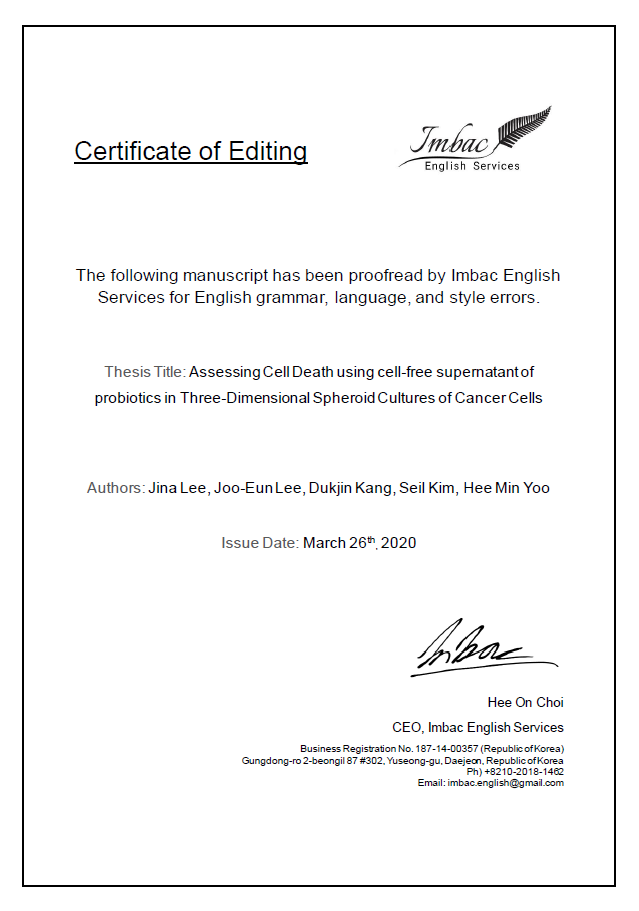 Certificate of Editing
Imbac
English Services
The following manuscript has been proofread by Imbac English
Services for English grammar, language, and style errors.
Thesis Title: Assessing Cell Death using cell-free supernatant of
probiotics in Three-Dimensional Spheroid Cultures of Cancer Cells
Authors: Jina Lee, Joo-Eun Lee, Dukjin Kang, Seil Kim, Hee Min Yoo
Issue Date: March 26th, 2020
Imbac
Hee On Choi
CEO, Imbac English Services
Business Registration No. 187-14-00357 (Republic of Korea)
Gungdong-ro 2-beongil 87 #302, Yuseong-gu, Daejeon, Republic of Korea
Ph) +8210-2018-1462
Email: imbac.english@gmail.com